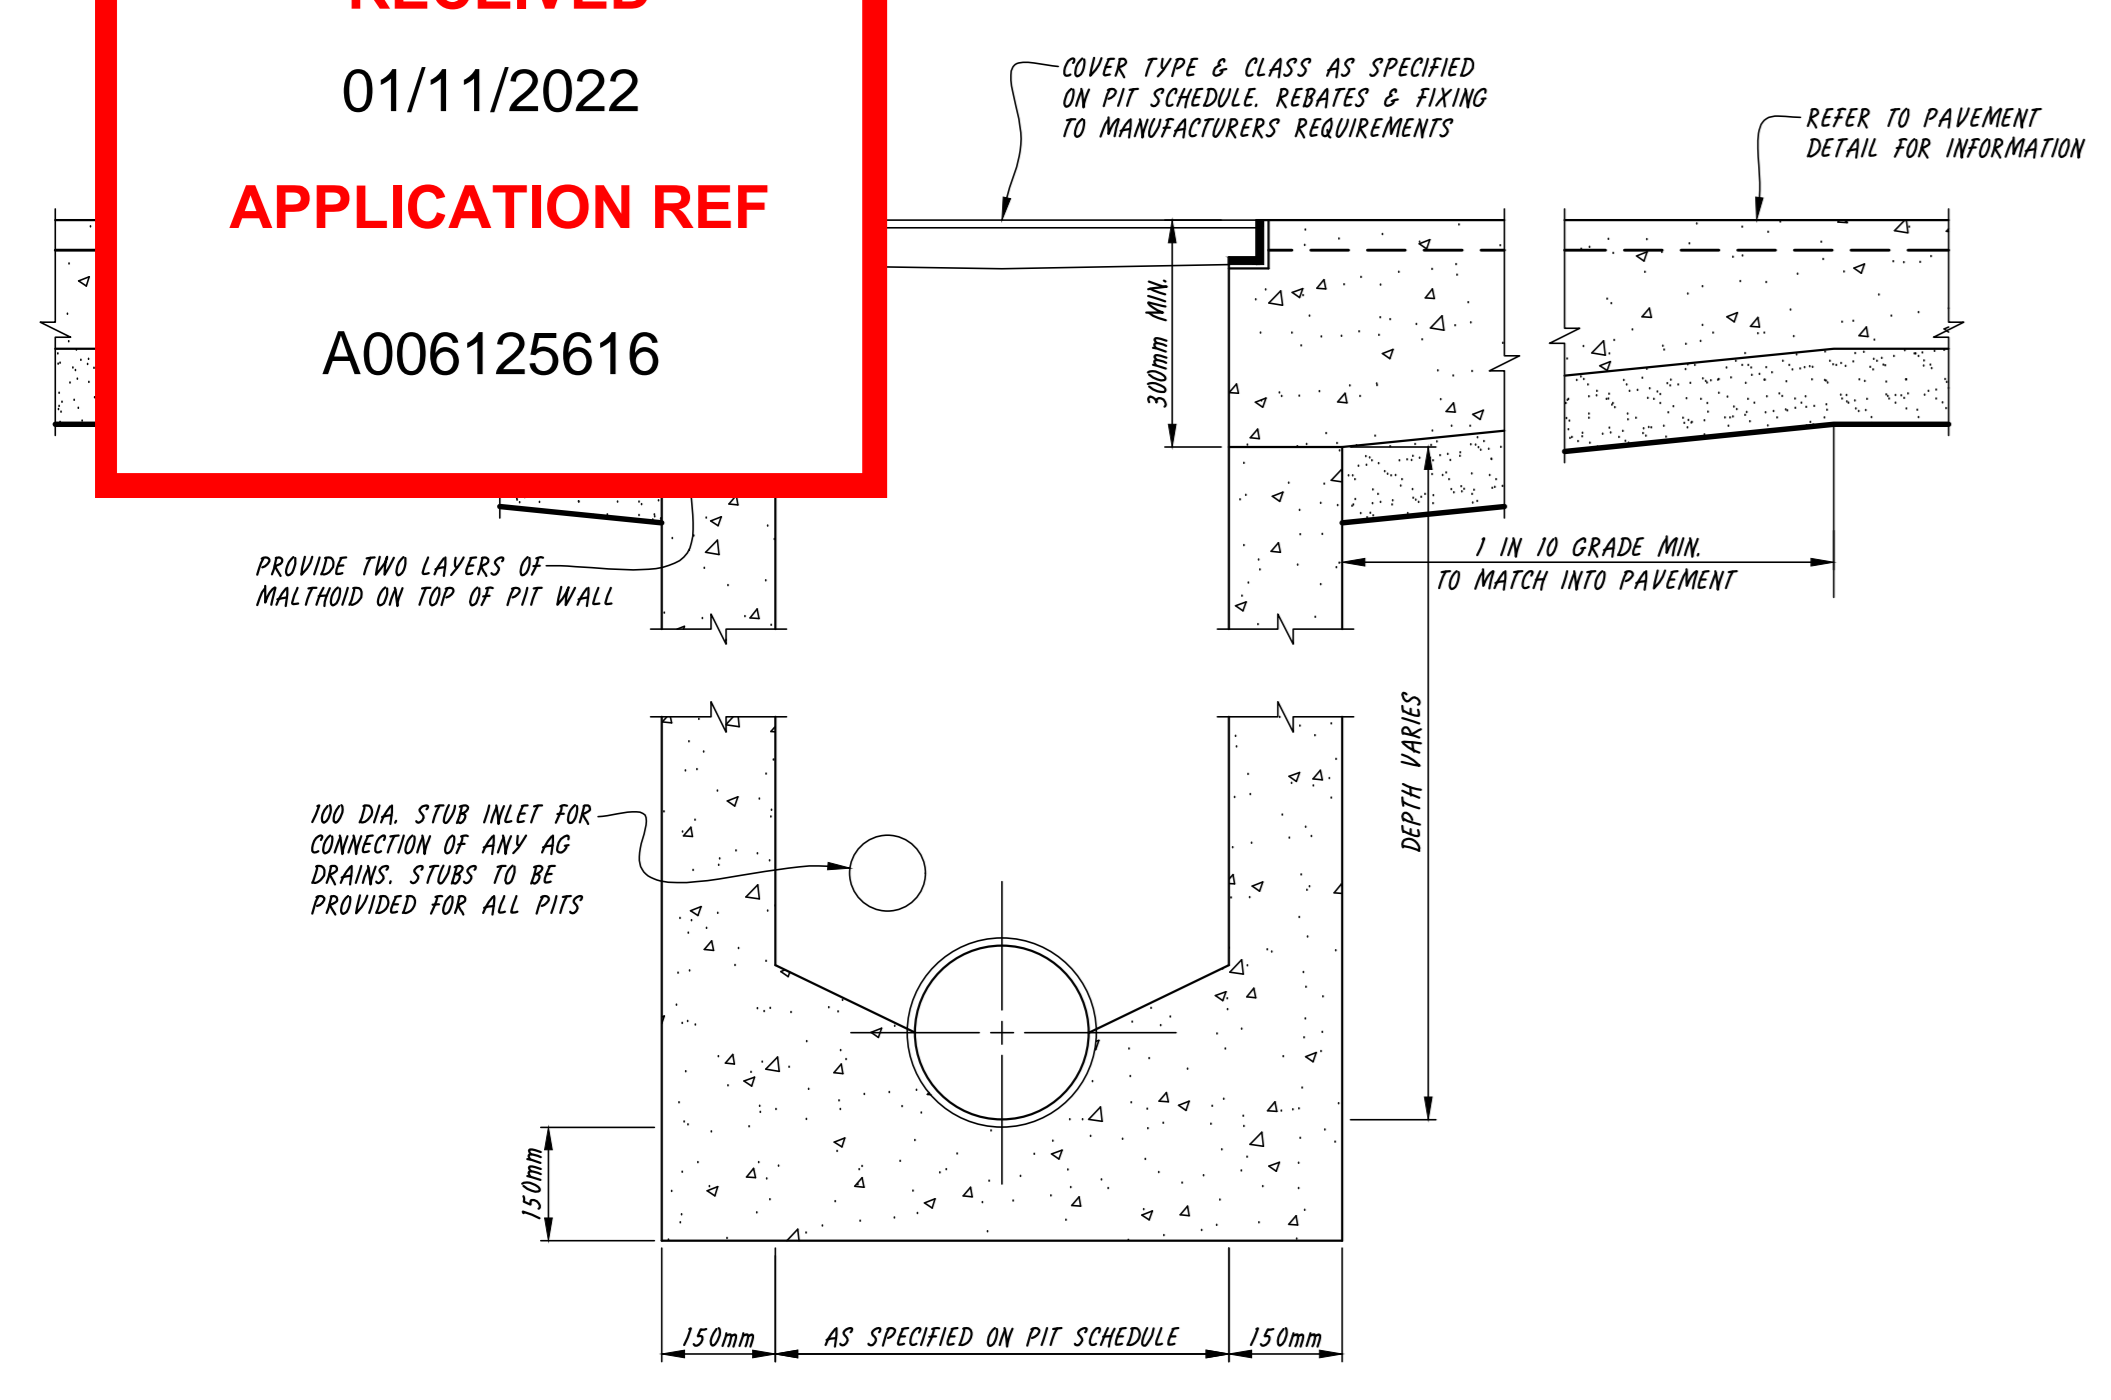 RECEIVED
01/11/2022
APPLICATION REF
A006125616
COVER TYPE & CLASS AS SPECIFIED
ON PIT SCHEDULE. REBATES & FIXING
TO MANUFACTURERS REQUIREMENTS
REFER TO PAVEMENT
DETAIL FOR INFORMATION
300mm MIN.
PROVIDE TWO LAYERS OF
MALTHOID ON TOP OF PIT WALL
1 IN 10 GRADE MIN.
TO MATCH INTO PAVEMENT
DEPTH VARIES
100 DIA. STUB INLET FOR
CONNECTION OF ANY AG
DRAINS. STUBS TO BE
PROVIDED FOR ALL PITS
150mm
150mm
AS SPECIFIED ON PIT SCHEDULE
150mm